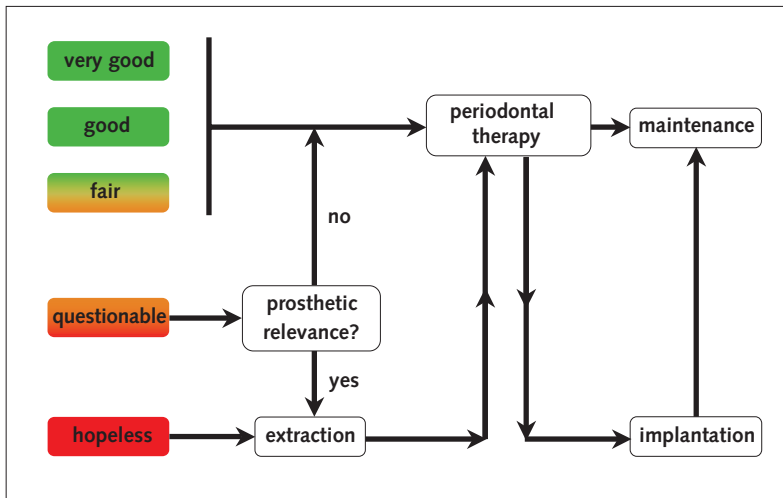 very good
good
fair
questionable
hopeless
no
prosthetic
relevance?
yes
extraction
periodontal
therapy
maintenance
implantation